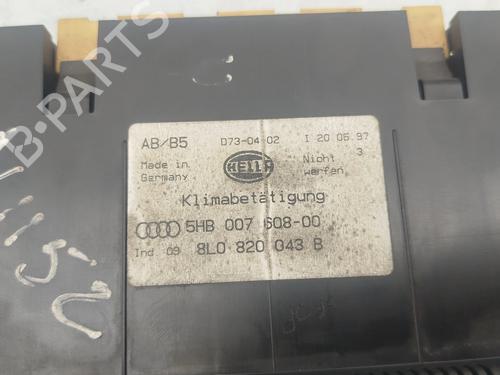 B-PARTS
AB/B5 D73-04-02 I 20 05.97
Made in Germany
HELLA
Nicht werfen
3
Klimabetätigung
5HB 007 608-00
Ind 09 8L0 820 043 B